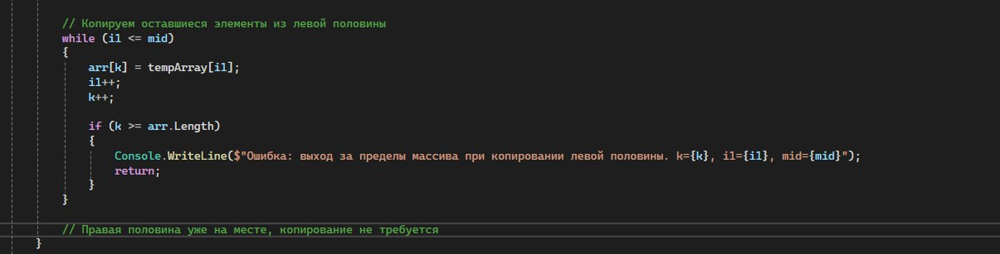 // Копируем оставшиеся элементы из левой половины
while (i1 <= mid)
{
arr[k] = tempArray[i1];
i1++;
k++;
if (k >= arr.Length)
{
Console.WriteLine($"Ошибка: выход за пределы массива при копировании левой половины. k={k}, i1={i1}, mid={mid}");
return;
}
}
// Правая половина уже на месте, копирование не требуется
}